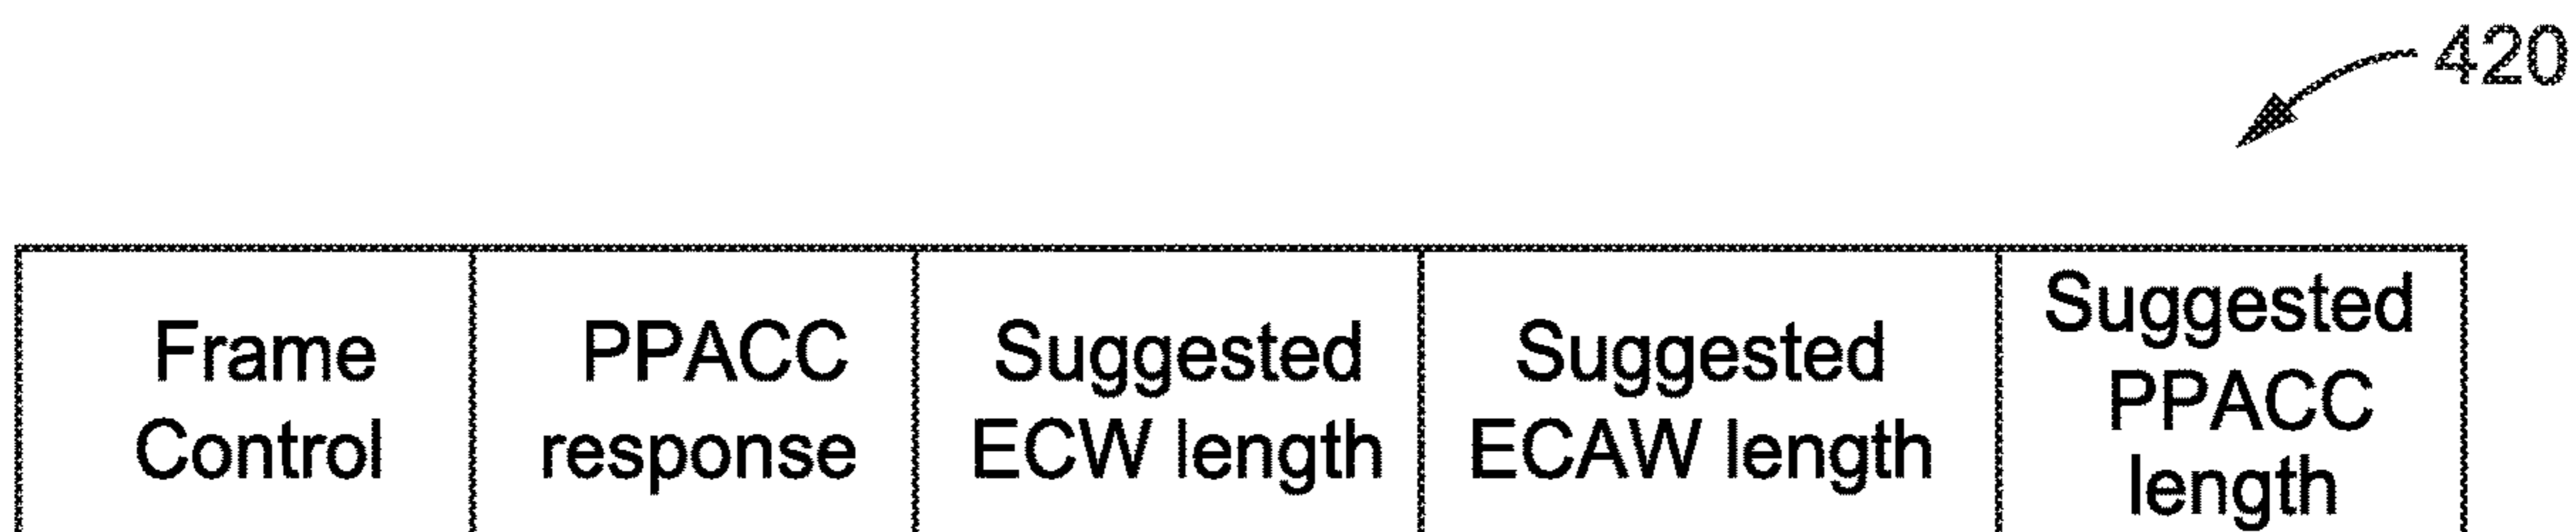 420
Frame
Control
PPACC
response
Suggested
ECW length
Suggested
ECAW length
Suggested
PPACC
length